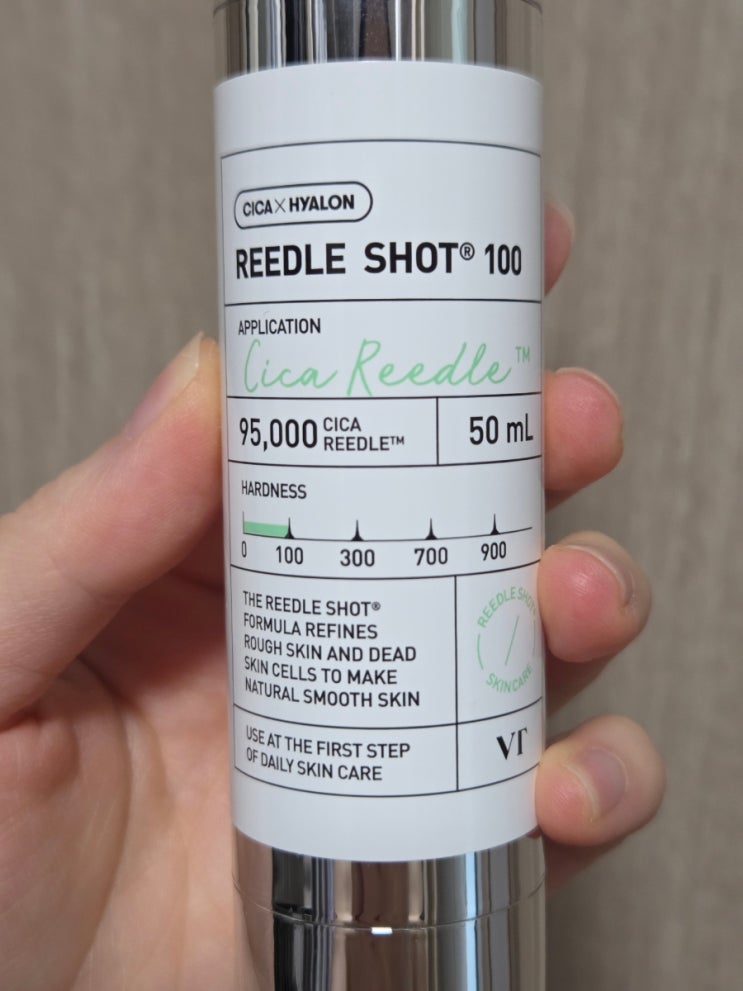 CICA×HYALON
REEDLE SHOT® 100
APPLICATION
Cica Reedle™
95,000 CICA REEDLE™
50 mL
HARDNESS
0 100 300 700 900
THE REEDLE SHOT®
FORMULA REFINES
ROUGH SKIN AND DEAD
SKIN CELLS TO MAKE
NATURAL SMOOTH SKIN
REEDLE SHOT®
SKINCARE
USE AT THE FIRST STEP
OF DAILY SKIN CARE
VT